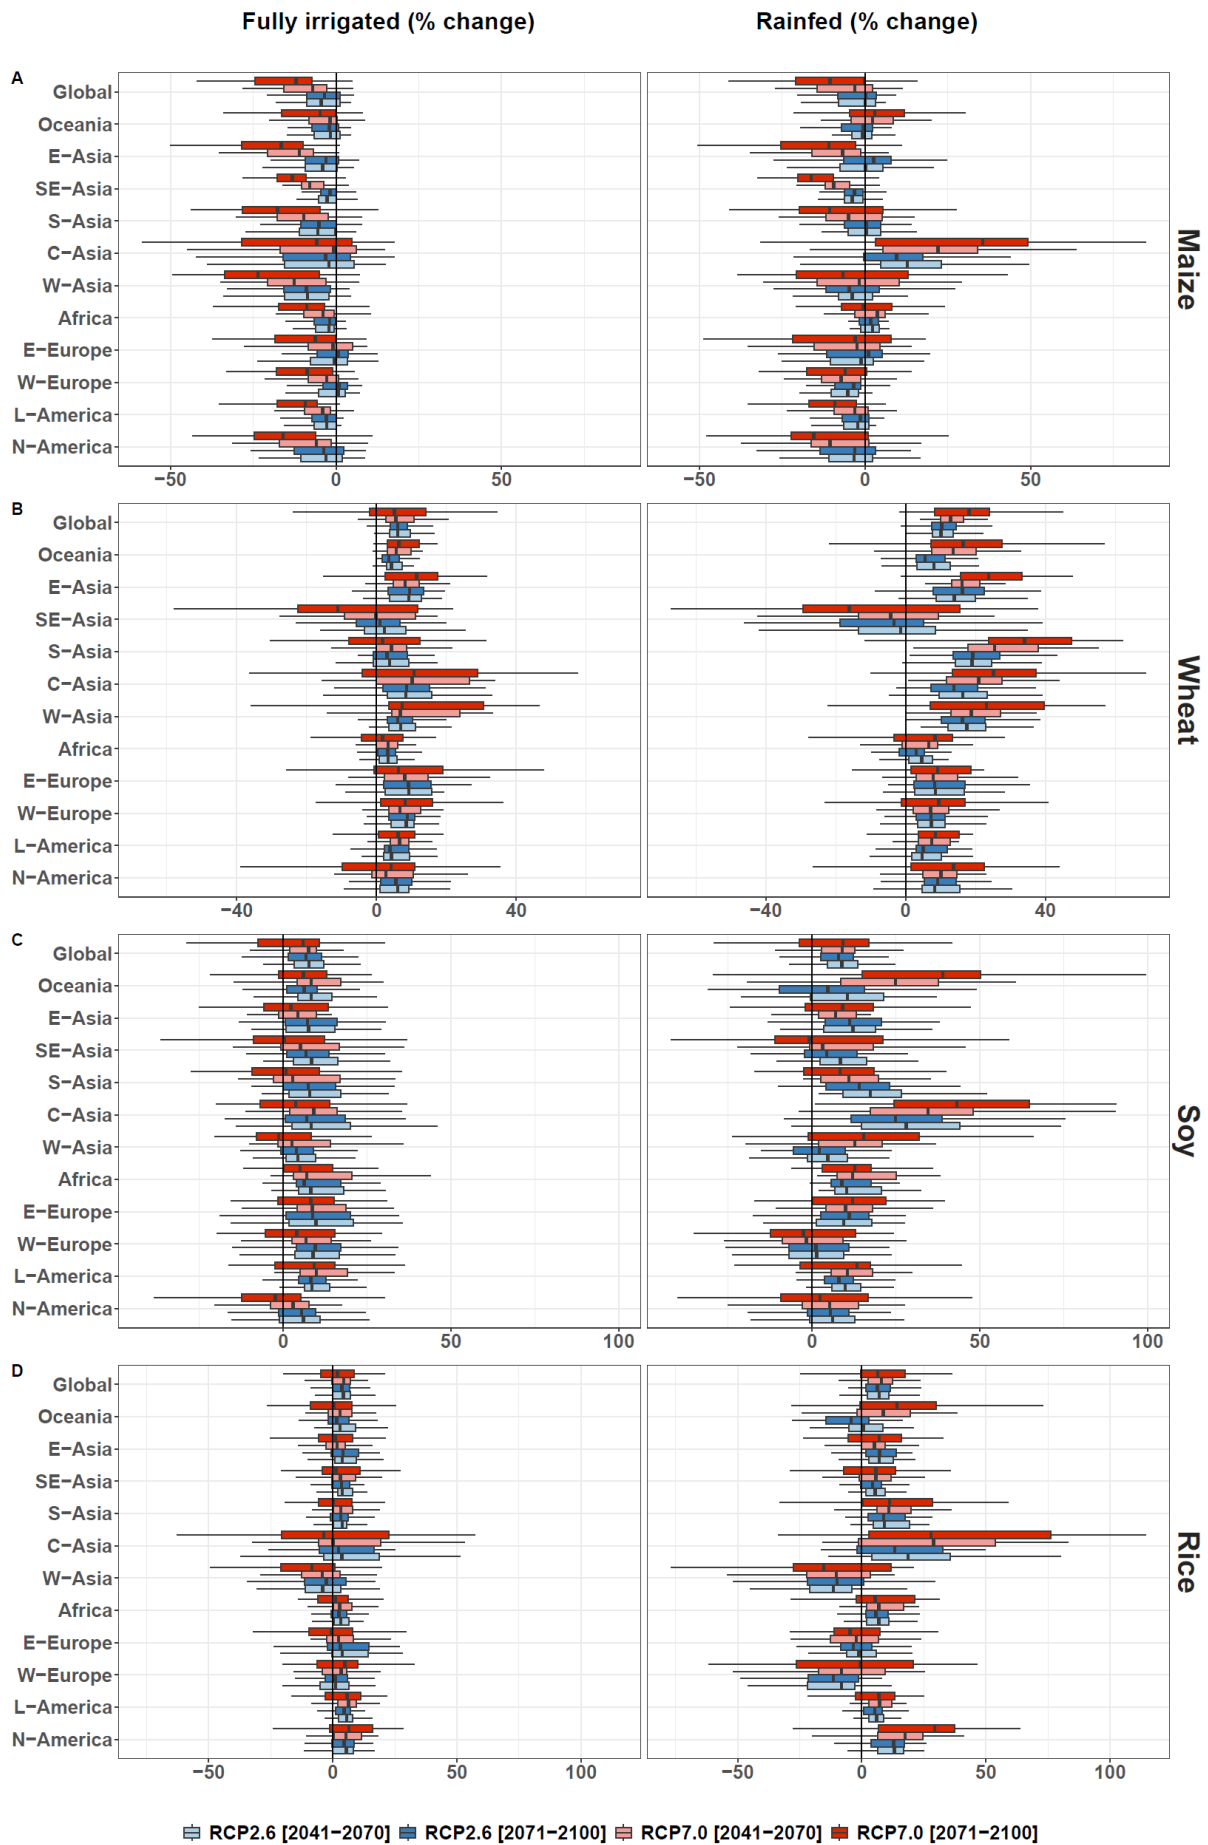 Fully irrigated (% change) Rainfed (% change)
A
Global
Oceania
E−Asia
SE−Asia
S−Asia
C−Asia
W−Asia
Africa
E−Europe
W−Europe
L−America
N−America
Maize
−50 0 50 −50 0 50
B
Global
Oceania
E−Asia
SE−Asia
S−Asia
C−Asia
W−Asia
Africa
E−Europe
W−Europe
L−America
N−America
Wheat
−40 0 40 −40 0 40
C
Global
Oceania
E−Asia
SE−Asia
S−Asia
C−Asia
W−Asia
Africa
E−Europe
W−Europe
L−America
N−America
Soy
0 50 100 0 50 100
D
Global
Oceania
E−Asia
SE−Asia
S−Asia
C−Asia
W−Asia
Africa
E−Europe
W−Europe
L−America
N−America
Rice
−50 0 50 100 −50 0 50 100
RCP2.6 [2041−2070] RCP2.6 [2071−2100] RCP7.0 [2041−2070] RCP7.0 [2071−2100]